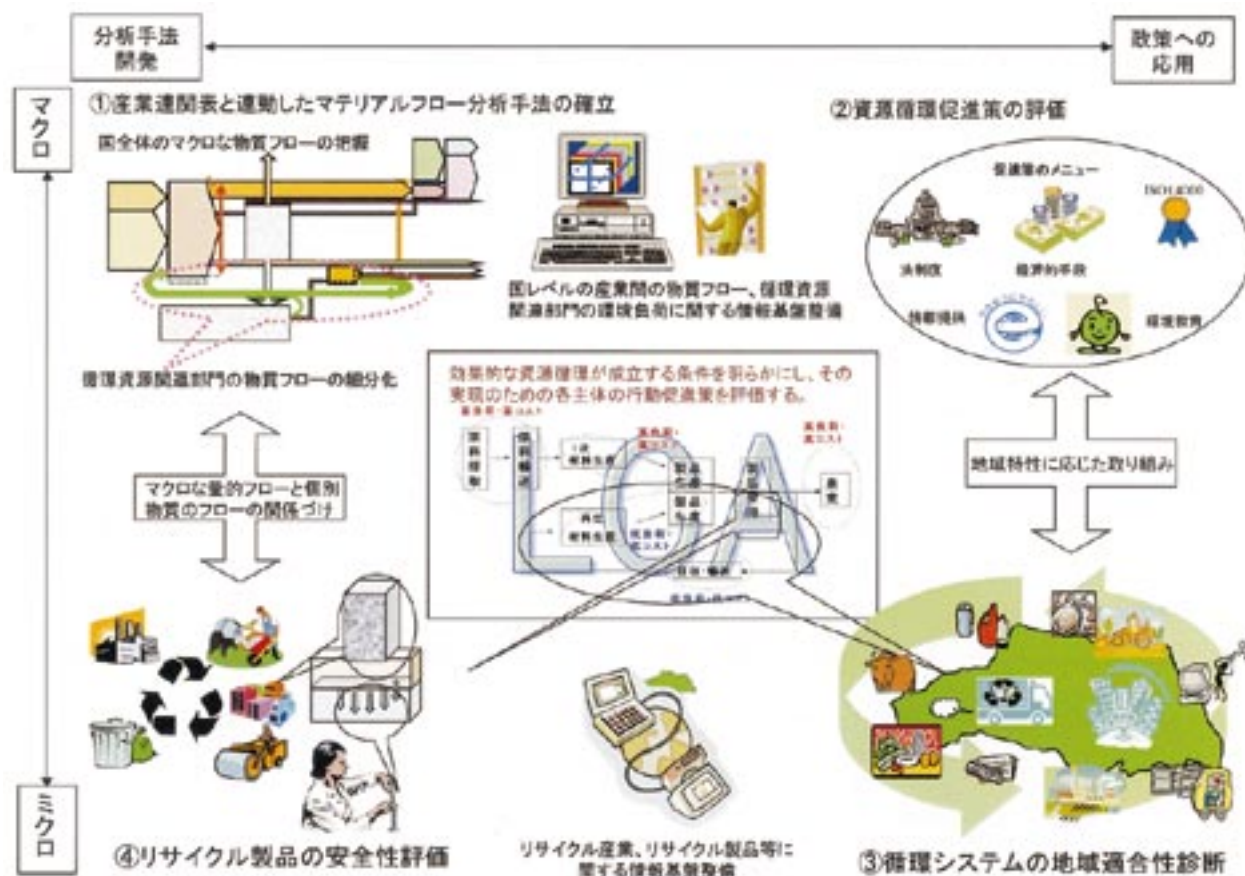 分析手法
開発
政策への
応用
マクロ
①産業連関表と連動したマテリアルフロー分析手法の確立
国全体のマクロな物質フローの把握
②資源循環促進策の評価
促進策のメニュー
法制度
経済的手段
情報提供
環境教育
国レベルの産業間の物質フロー、循環資源
関連部門の環境負荷に関する情報基盤整備
循環資源関連部門の物質フローの細分化
効果的な資源循環が成立する条件を明らかにし、その
実現のための各主体の行動促進策を評価する。
マクロな量的フローと個別
物質のフローの関係づけ
地域特性に応じた取り組み
LCA
製品
生産
製品
生産
ミクロ
④リサイクル製品の安全性評価
リサイクル産業、リサイクル製品等に
関する情報基盤整備
③循環システムの地域適合性診断